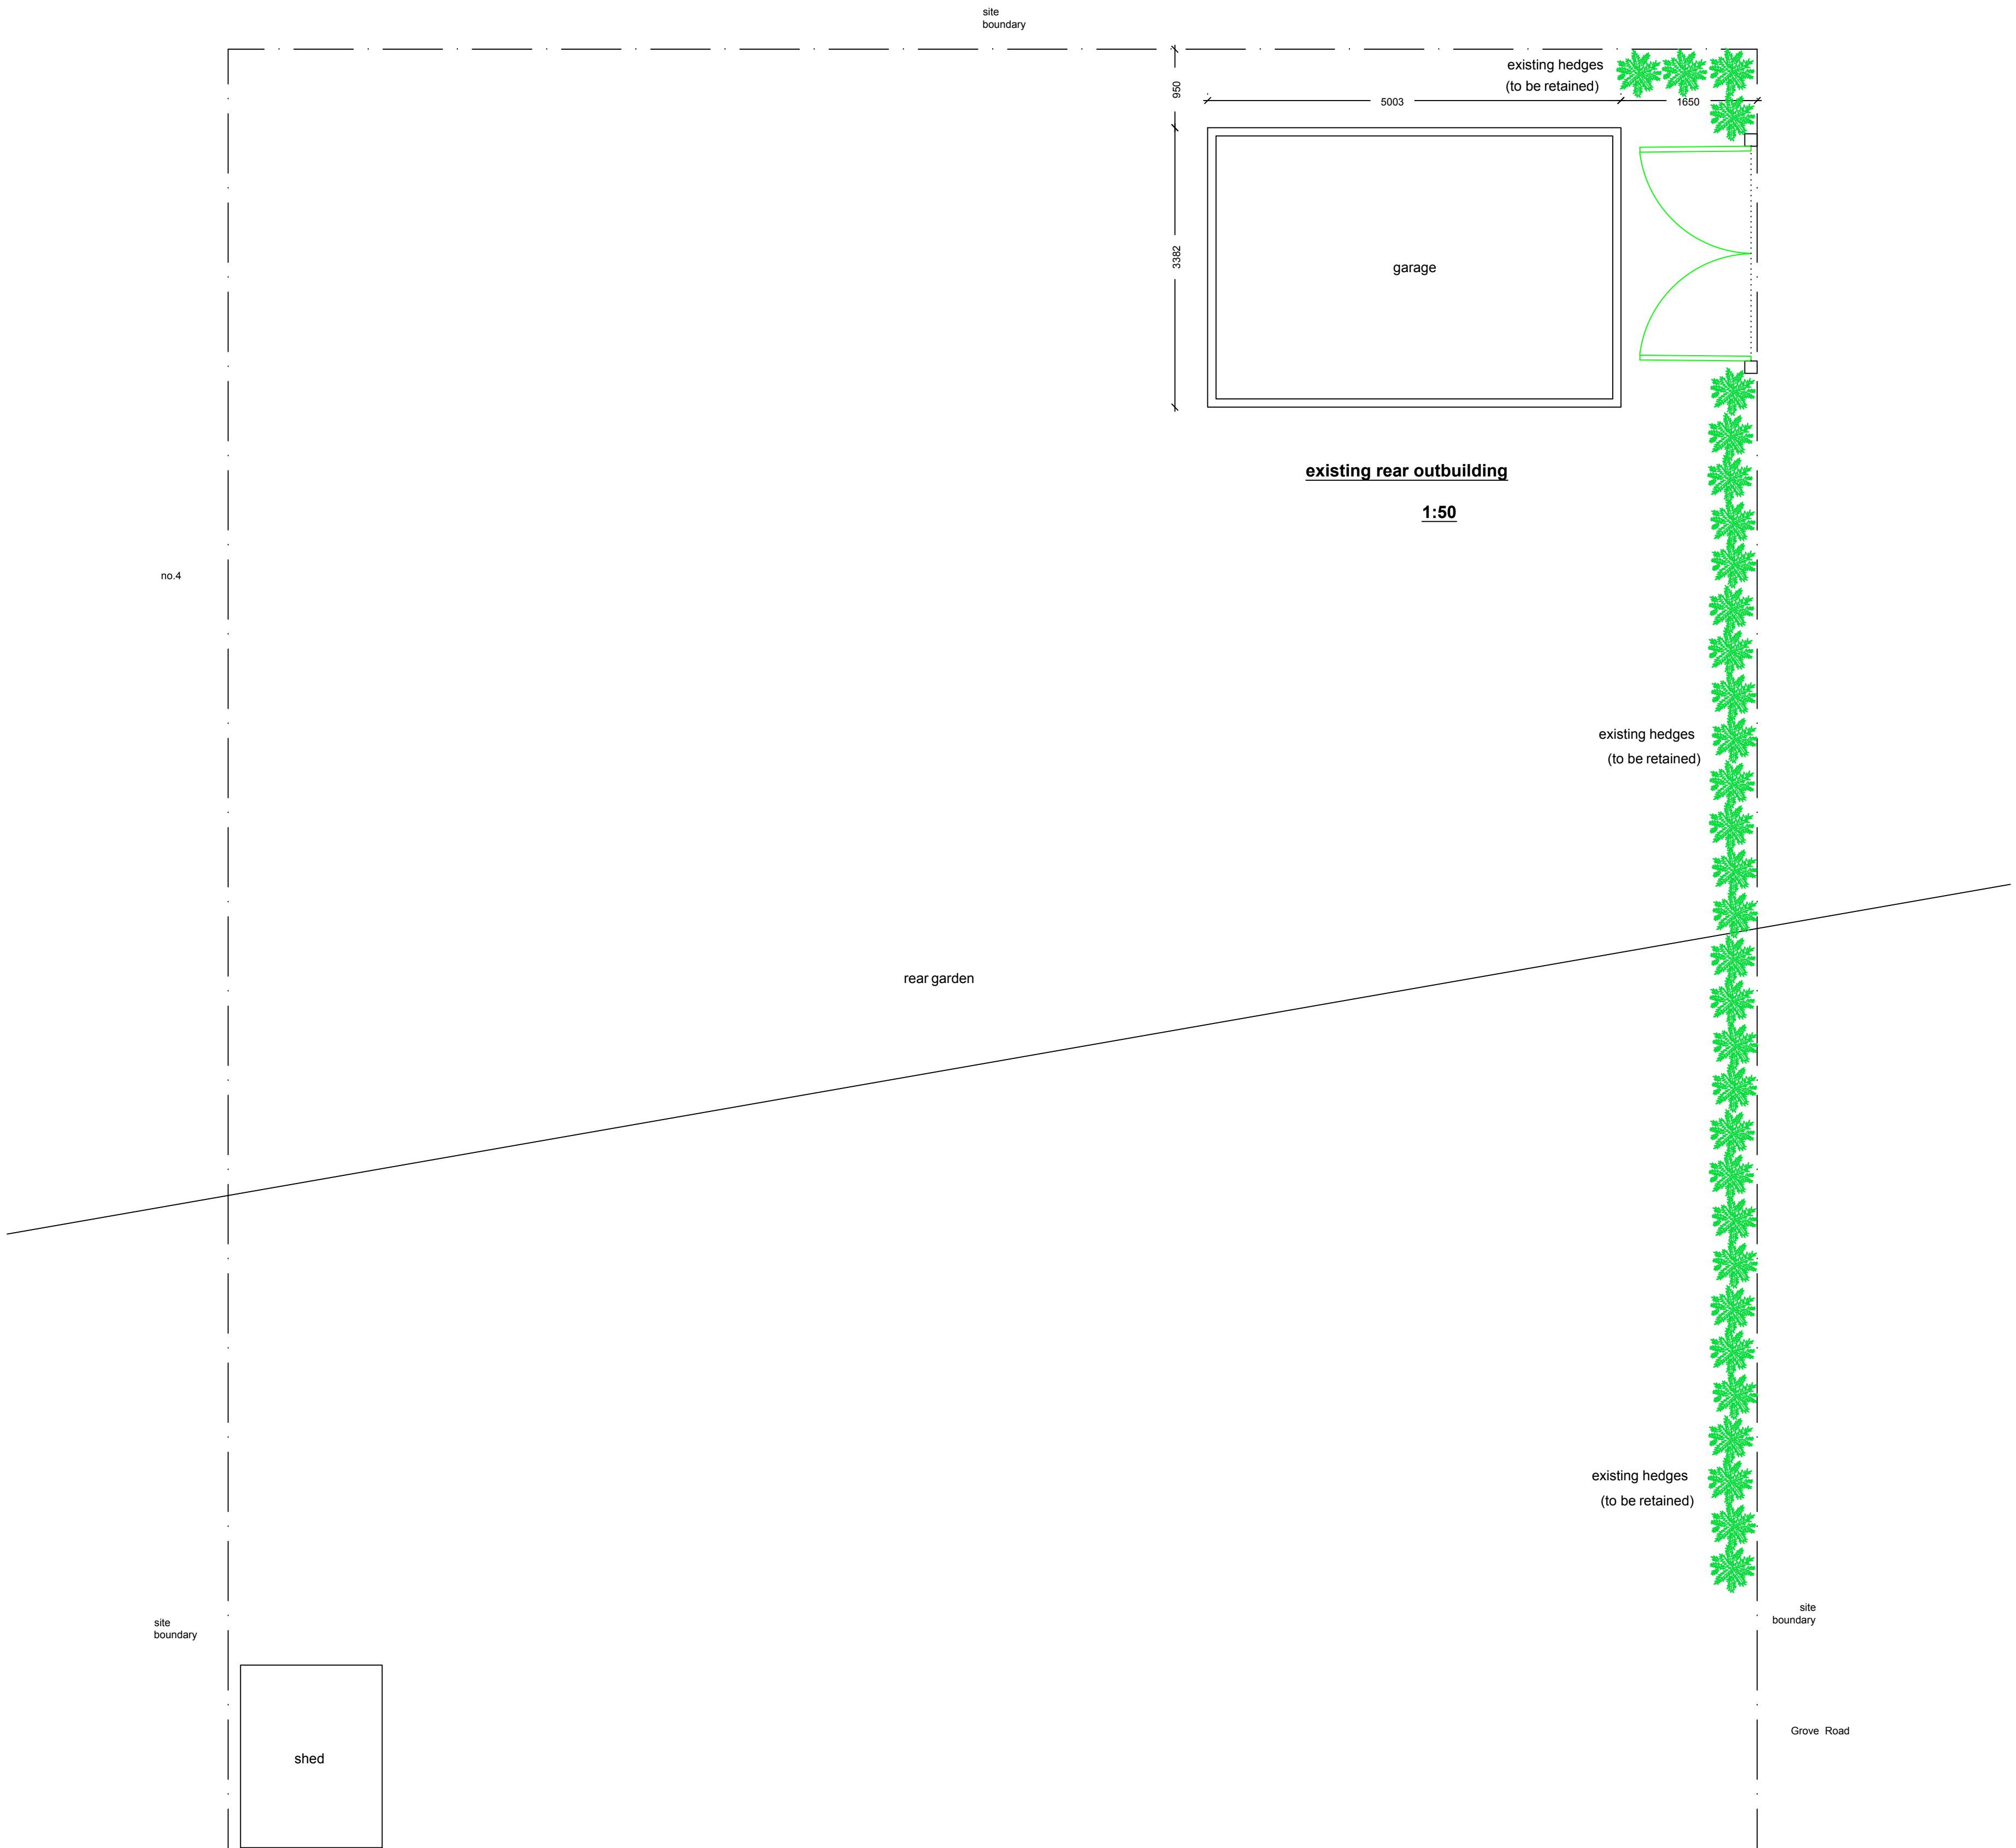 site
boundary
existing hedges
(to be retained)
950
5003
1650
3382
garage
existing rear outbuilding
1:50
no.4
existing hedges
(to be retained)
rear garden
existing hedges
(to be retained)
site
boundary
site
boundary
Grove Road
shed